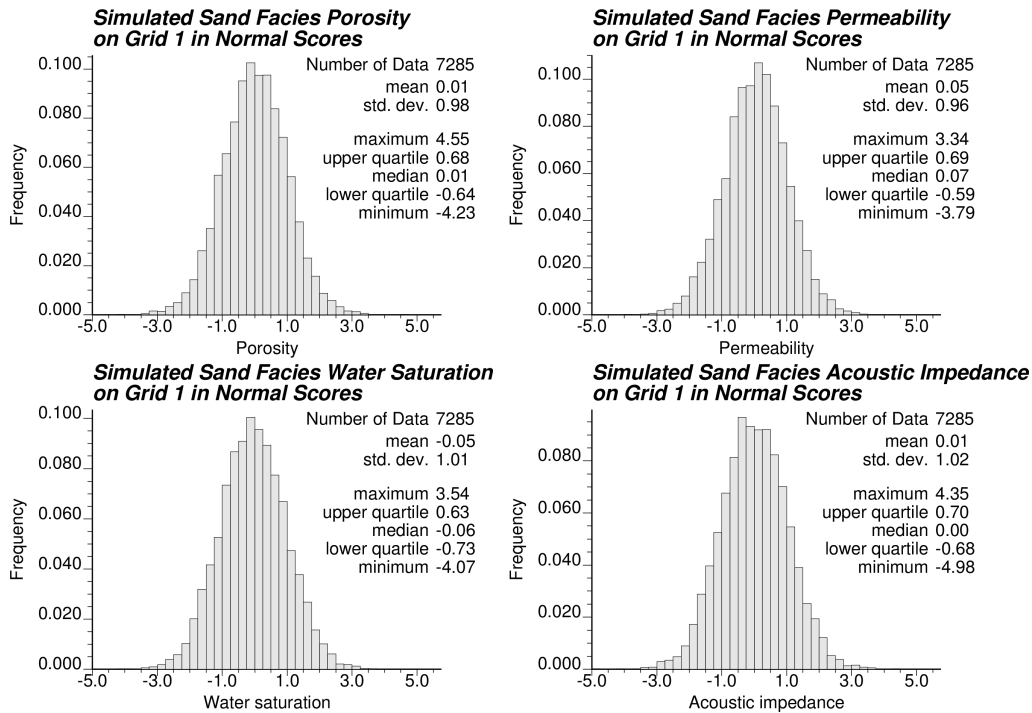 Simulated Sand Facies Porosity
on Grid 1 in Normal Scores
Number of Data 7285
mean 0.01
std. dev. 0.98
maximum 4.55
upper quartile 0.68
median 0.01
lower quartile -0.64
minimum -4.23
Frequency
0.100
0.080
0.060
0.040
0.020
0.000
-5.0 -3.0 -1.0 1.0 3.0 5.0
Porosity
Simulated Sand Facies Permeability
on Grid 1 in Normal Scores
Number of Data 7285
mean 0.05
std. dev. 0.96
maximum 3.34
upper quartile 0.69
median 0.07
lower quartile -0.59
minimum -3.79
Frequency
0.100
0.080
0.060
0.040
0.020
0.000
-5.0 -3.0 -1.0 1.0 3.0 5.0
Permeability
Simulated Sand Facies Water Saturation
on Grid 1 in Normal Scores
Number of Data 7285
mean -0.05
std. dev. 1.01
maximum 3.54
upper quartile 0.63
median -0.06
lower quartile -0.73
minimum -4.07
Frequency
0.100
0.080
0.060
0.040
0.020
0.000
-5.0 -3.0 -1.0 1.0 3.0 5.0
Water saturation
Simulated Sand Facies Acoustic Impedance
on Grid 1 in Normal Scores
Number of Data 7285
mean 0.01
std. dev. 1.02
maximum 4.35
upper quartile 0.70
median 0.00
lower quartile -0.68
minimum -4.98
Frequency
0.080
0.060
0.040
0.020
0.000
-5.0 -3.0 -1.0 1.0 3.0 5.0
Acoustic impedance